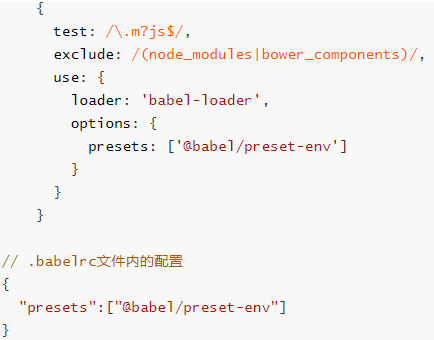 {
  test: /\.m?js$/,
  exclude: /(node_modules|bower_components)/,
  use: {
    loader: 'babel-loader',
    options: {
      presets: ['@babel/preset-env']
    }
  }
}
// .babelrc文件内的配置
{
  "presets":["@babel/preset-env"]
}